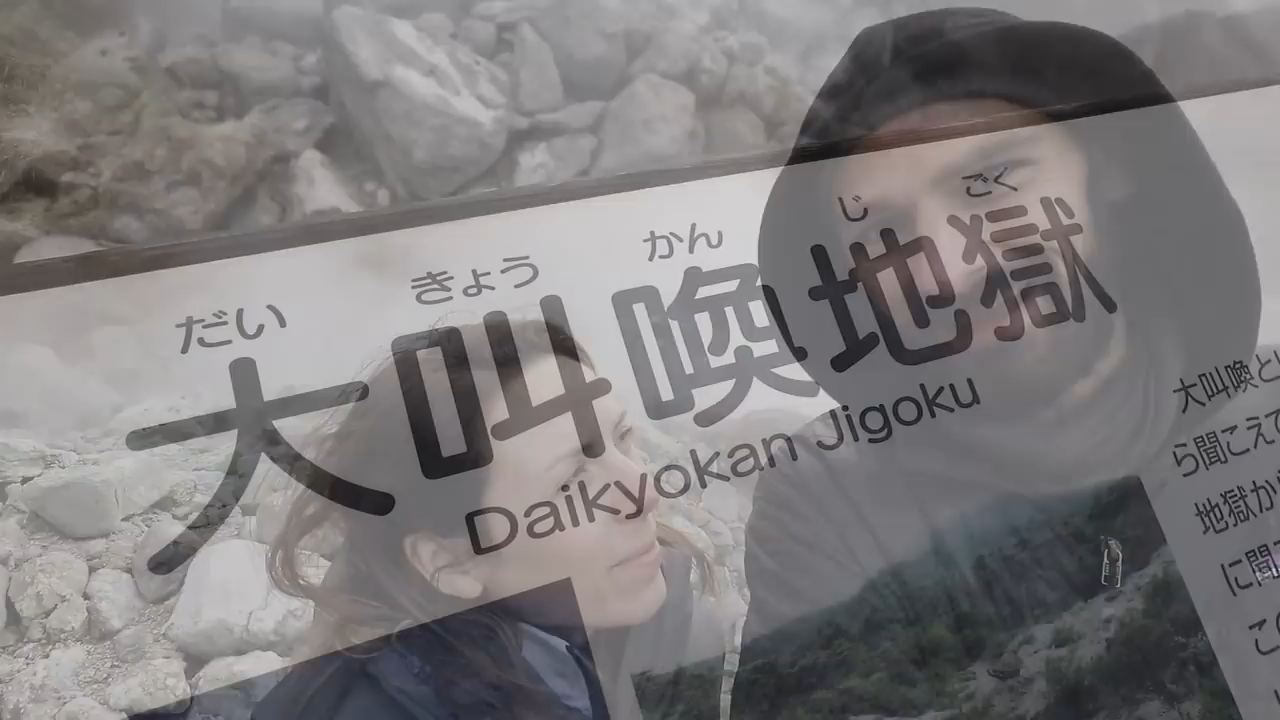 だい きょう かん じ ごく
大叫喚地獄
Daikyokan Jigoku
大叫喚と
ら聞こえて
地獄か
に聞
こ